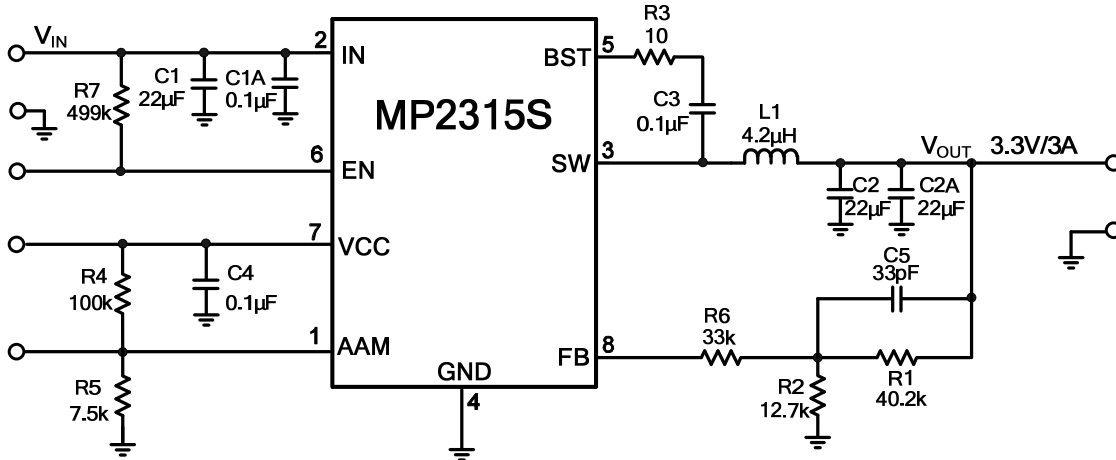 V_IN
2
IN
R7
499k
C1
22µF
C1A
0.1µF
6
EN
7
VCC
R4
100k
C4
0.1µF
1
AAM
R5
7.5k
MP2315S
GND
4
BST
5
R3
10
C3
0.1µF
SW
3
L1
4.2µH
V_OUT 3.3V/3A
C2
22µF
C2A
22µF
C5
33pF
R6
33k
FB
8
R2
12.7k
R1
40.2k